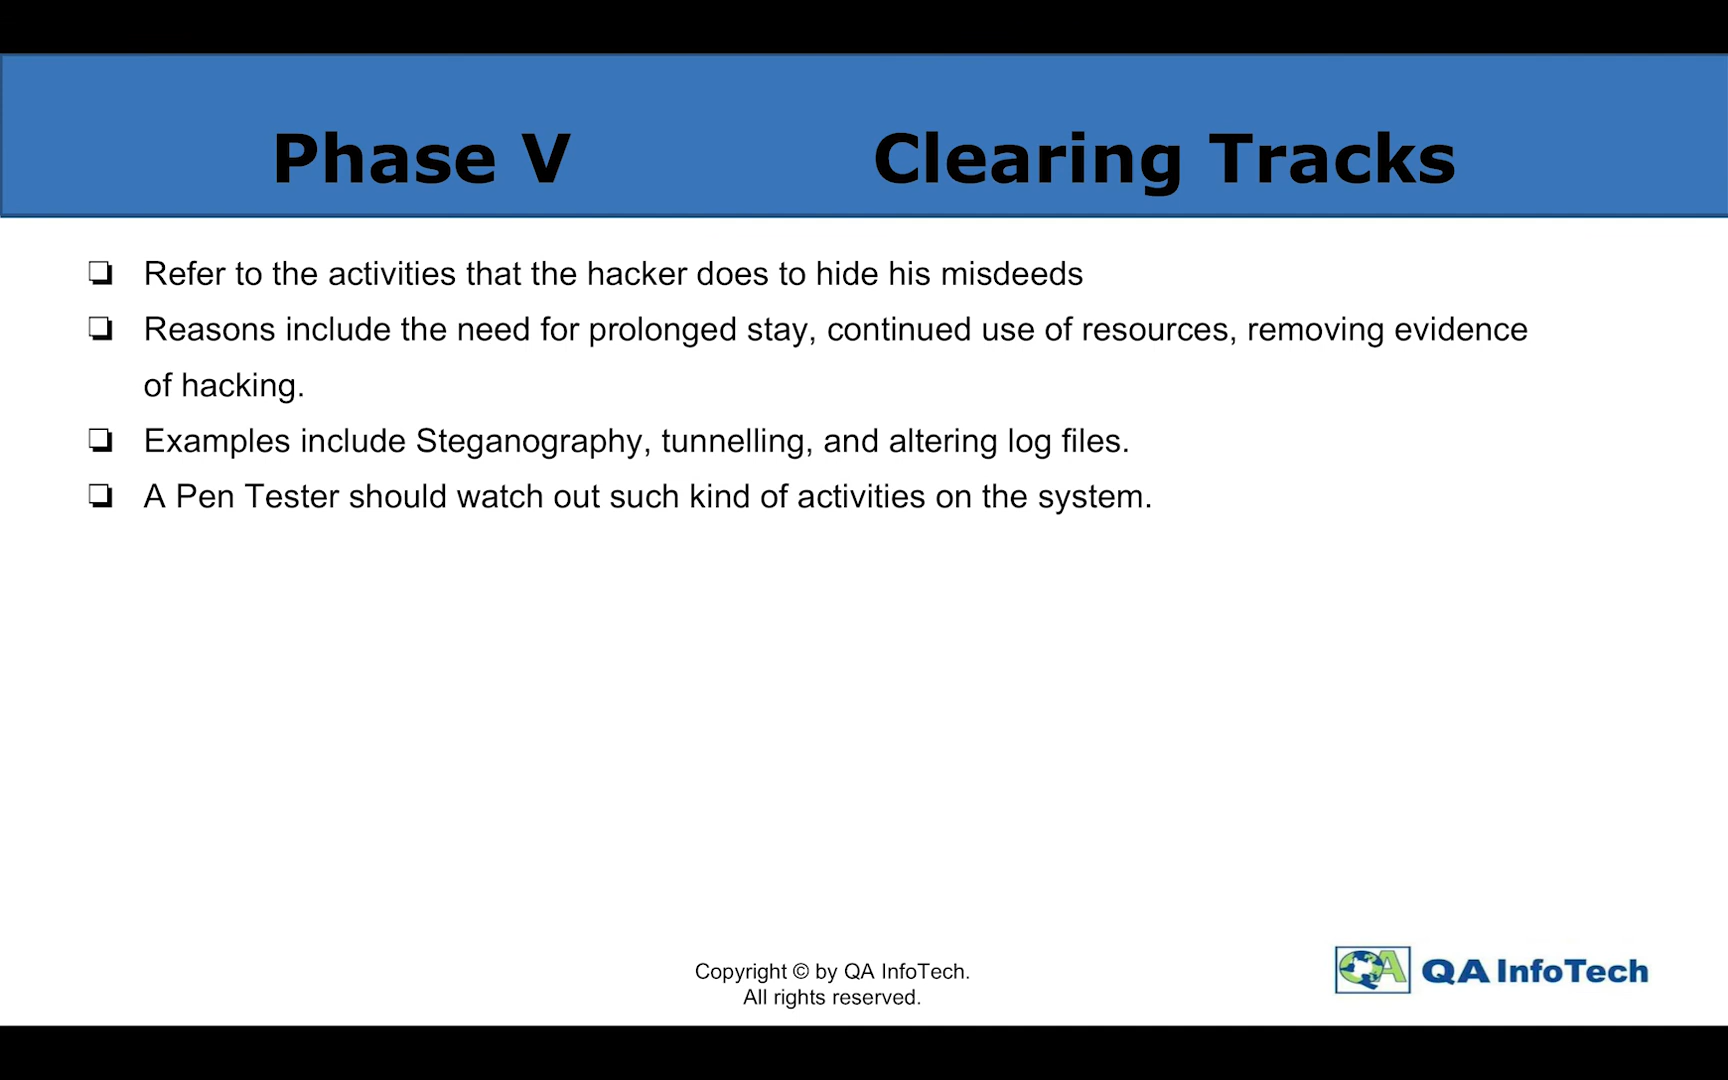 Phase V Clearing Tracks
❏ Refer to the activities that the hacker does to hide his misdeeds
❏ Reasons include the need for prolonged stay, continued use of resources, removing evidence
of hacking.
❏ Examples include Steganography, tunnelling, and altering log files.
❏ A Pen Tester should watch out such kind of activities on the system.
Copyright © by QA InfoTech.
All rights reserved.
QA QA InfoTech